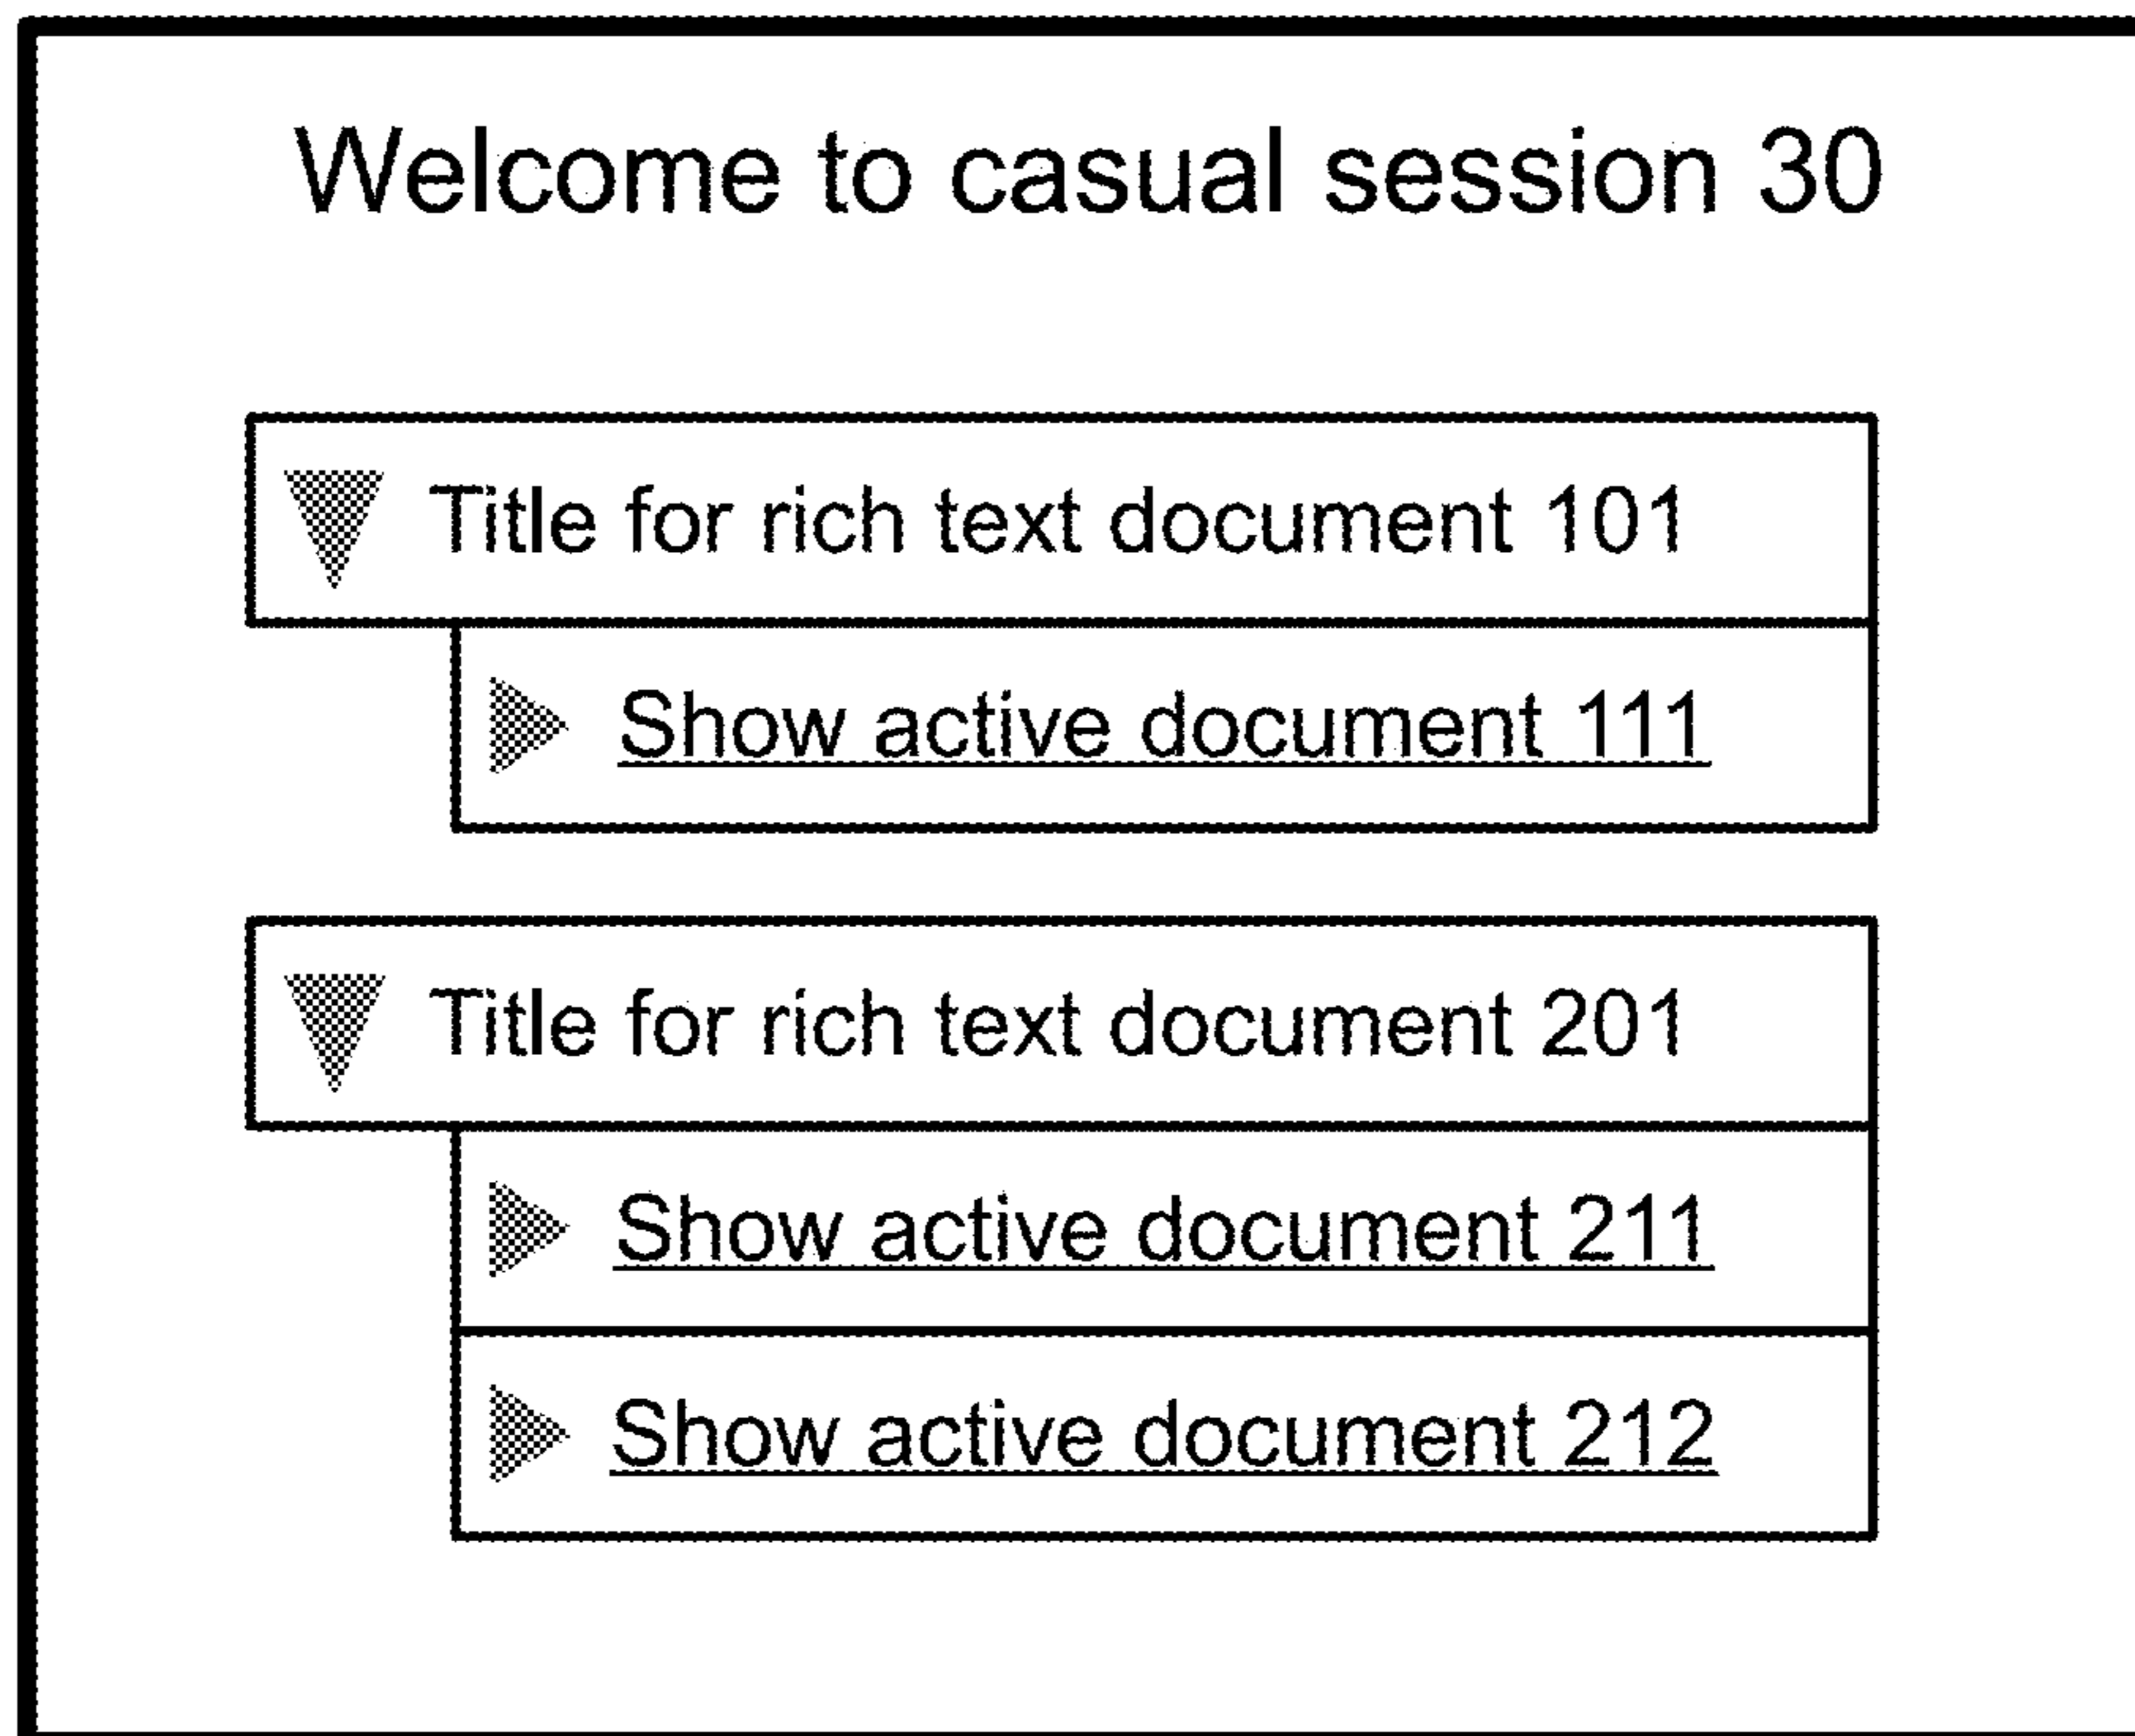 Welcome to casual session 30
Title for rich text document 101
Show active document 111
Title for rich text document 201
Show active document 211
Show active document 212